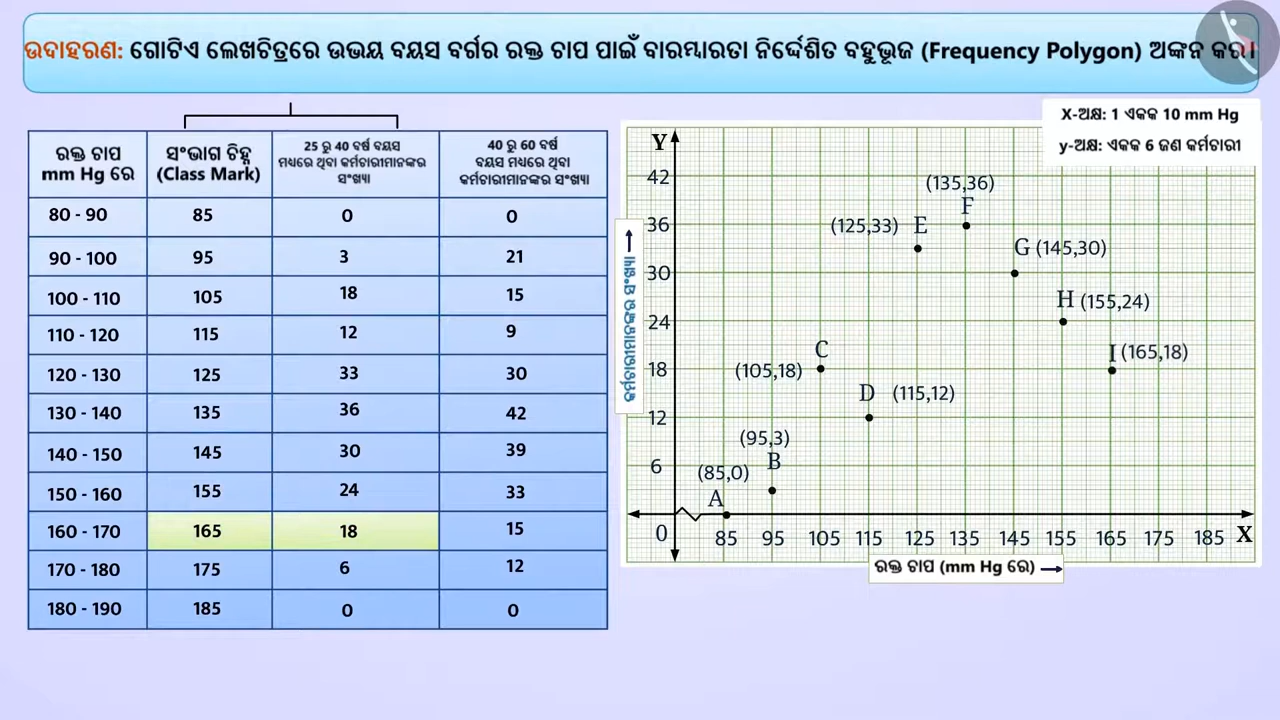 ଉଦାହରଣ: ଗୋଟିଏ ଲେଖଚିତ୍ରରେ ଉଭୟ ବୟସ ବର୍ଗର ରକ୍ତ ଚାପ ପାଇଁ ବାରମ୍ବାରତା ନିର୍ଦ୍ଦେଶିତ ବହୁଭୂଜ (Frequency Polygon) ଅଙ୍କନ କର।
ରକ୍ତ ଚାପ
mm Hg ରେ
ସଂଭାଗ ଚିହ୍ନ
(Class Mark)
25 ରୁ 40 ବର୍ଷ ବୟସ
ମଧ୍ୟରେ ଥିବା କର୍ମଚାରୀମାନଙ୍କର
ସଂଖ୍ୟା
40 ରୁ 60 ବର୍ଷ
ବୟସ ମଧ୍ୟରେ ଥିବା
କର୍ମଚାରୀମାନଙ୍କର ସଂଖ୍ୟା
80 - 90 85 0 0
90 - 100 95 3 21
100 - 110 105 18 15
110 - 120 115 12 9
120 - 130 125 33 30
130 - 140 135 36 42
140 - 150 145 30 39
150 - 160 155 24 33
160 - 170 165 18 15
170 - 180 175 6 12
180 - 190 185 0 0
X-ଅକ୍ଷ: 1 ଏକକ 10 mm Hg
y-ଅକ୍ଷ: ଏକକ 6 ଜଣ କର୍ମଚାରୀ
Y
42
36
30
24
18
12
6
0
କର୍ମଚାରୀମାନଙ୍କର ସଂଖ୍ୟା
(135,36)
F
(125,33) E
G (145,30)
H (155,24)
C
I (165,18)
(105,18)
D (115,12)
(95,3)
B
(85,0)
A
85 95 105 115 125 135 145 155 165 175 185 X
ରକ୍ତ ଚାପ (mm Hg ରେ)